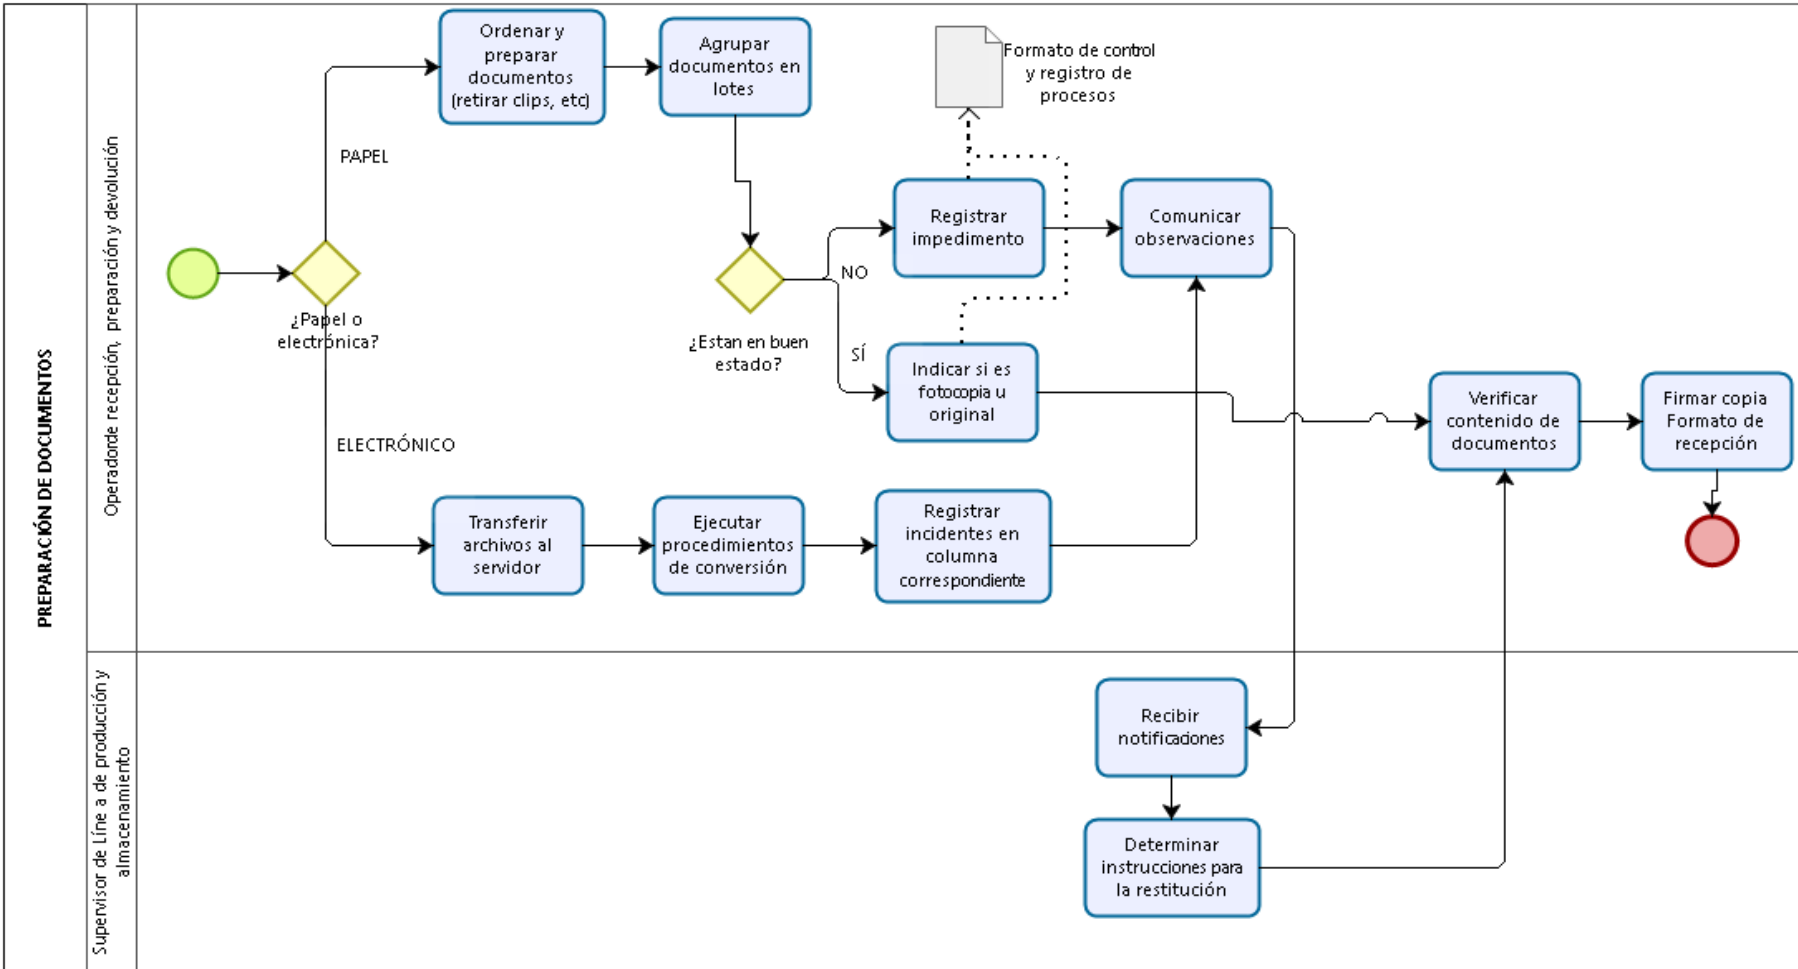 PREPARACIÓN DE DOCUMENTOS
Operadorde recepción, preparación y devolución
Ordenar y
preparar
documentos
(retirar clips, etc)
Agrupar
documentos en
lotes
Formato de control
y registro de
procesos
PAPEL
Registrar
impedimento
Comunicar
observaciones
NO
¿Papel o
electrónica?
¿Estan en buen
estado?
SÍ
Indicar si es
fotocopia u
original
Verificar
contenido de
documentos
Firmar copia
Formato de
recepción
ELECTRÓNICO
Transferir
archivos al
servidor
Ejecutar
procedimientos
de conversión
Registrar
incidentes en
columna
correspondiente
Supervisor de Líne a de producción y
almacenamiento
Recibir
notificaciones
Determinar
instrucciones para
la restitución